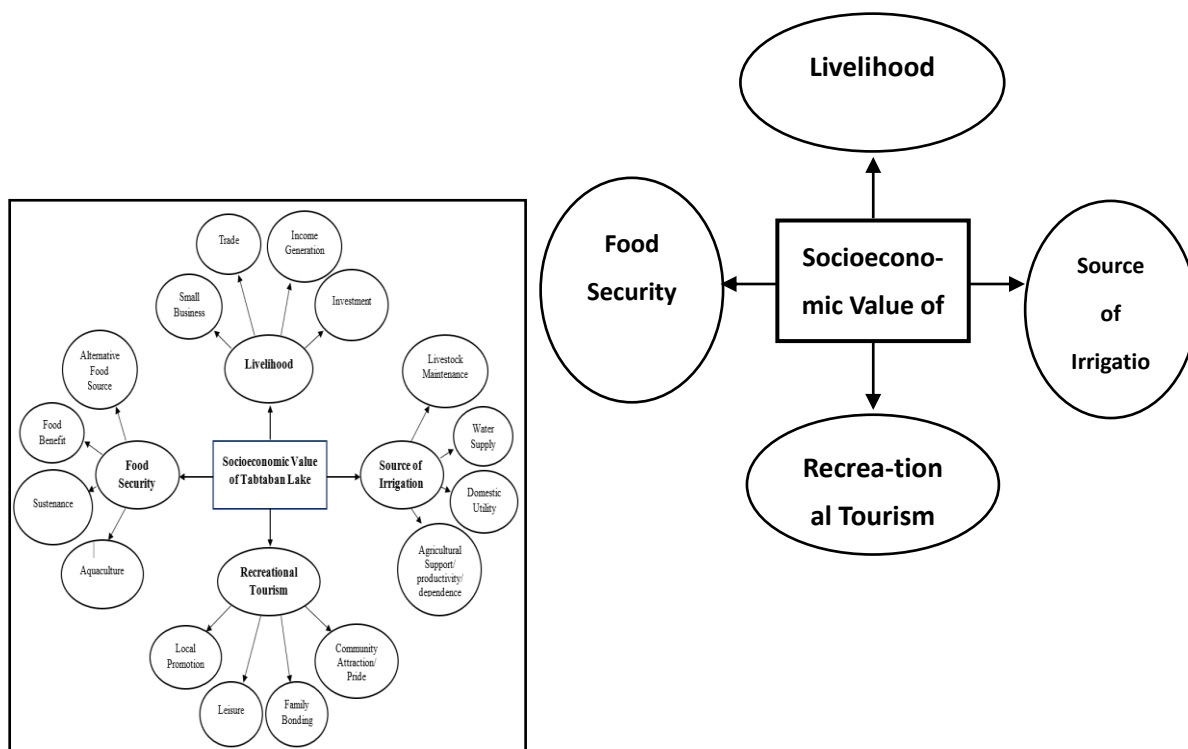 Trade
Income
Generation
Small
Business
Investment
Livelihood
Alternative
Food
Source
Livestock
Maintenance
Food
Benefit
Water
Supply
Food
Security
Socioeconomic Value
of Tabtaban Lake
Source of
Irrigation
Sustenance
Domestic
Utility
Aquaculture
Agricultural
Support/
productivity/
dependence
Recreational
Tourism
Local
Promotion
Community
Attraction/
Pride
Leisure
Family
Bonding
Livelihood
Food
Security
Socioecono-
mic Value of
Source
of
Irrigatio
Recrea-tion
al Tourism